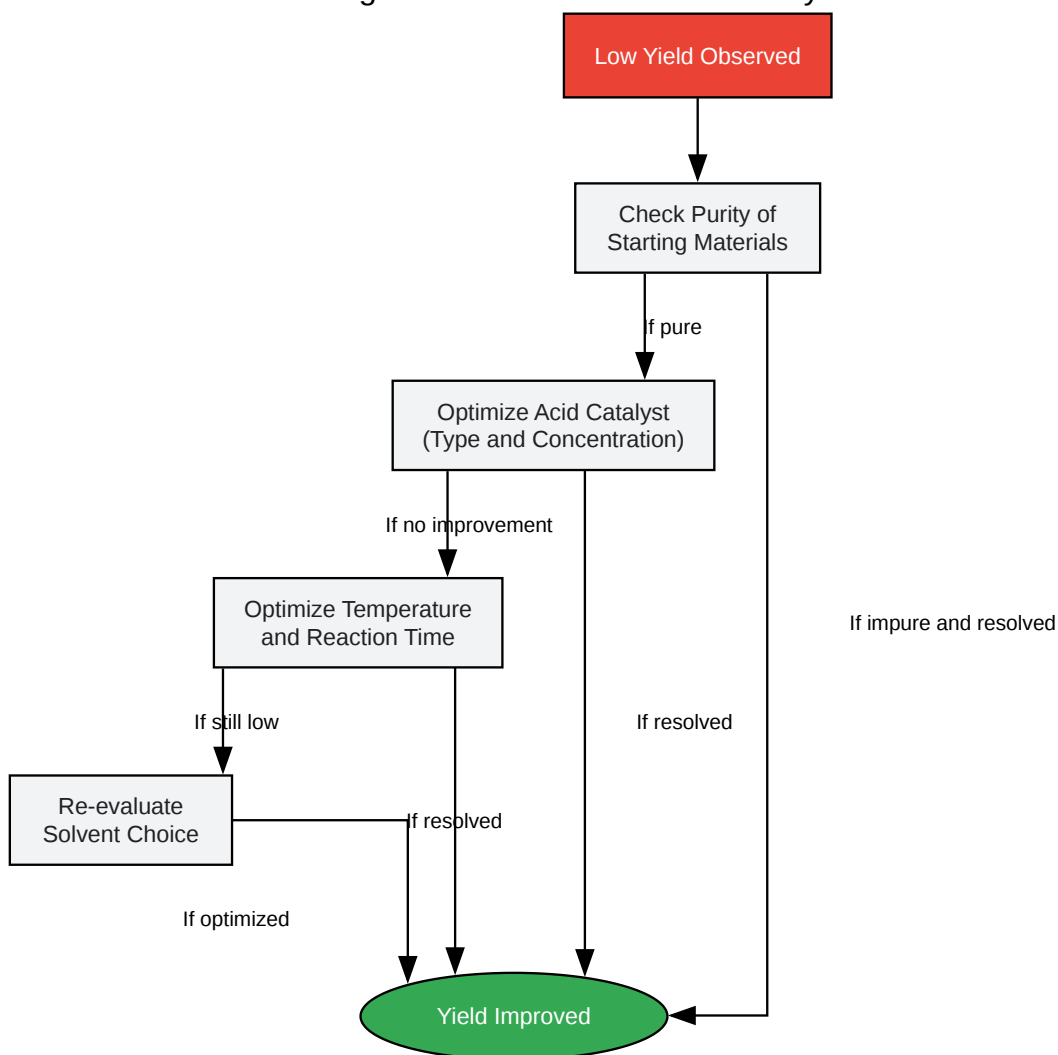 Low Yield Observed
Check Purity of
Starting Materials
If pure
Optimize Acid Catalyst
(Type and Concentration)
If no improvement
Optimize Temperature
and Reaction Time
If impure and resolved
If still low
If resolved
Re-evaluate
Solvent Choice
If resolved
If optimized
Yield Improved